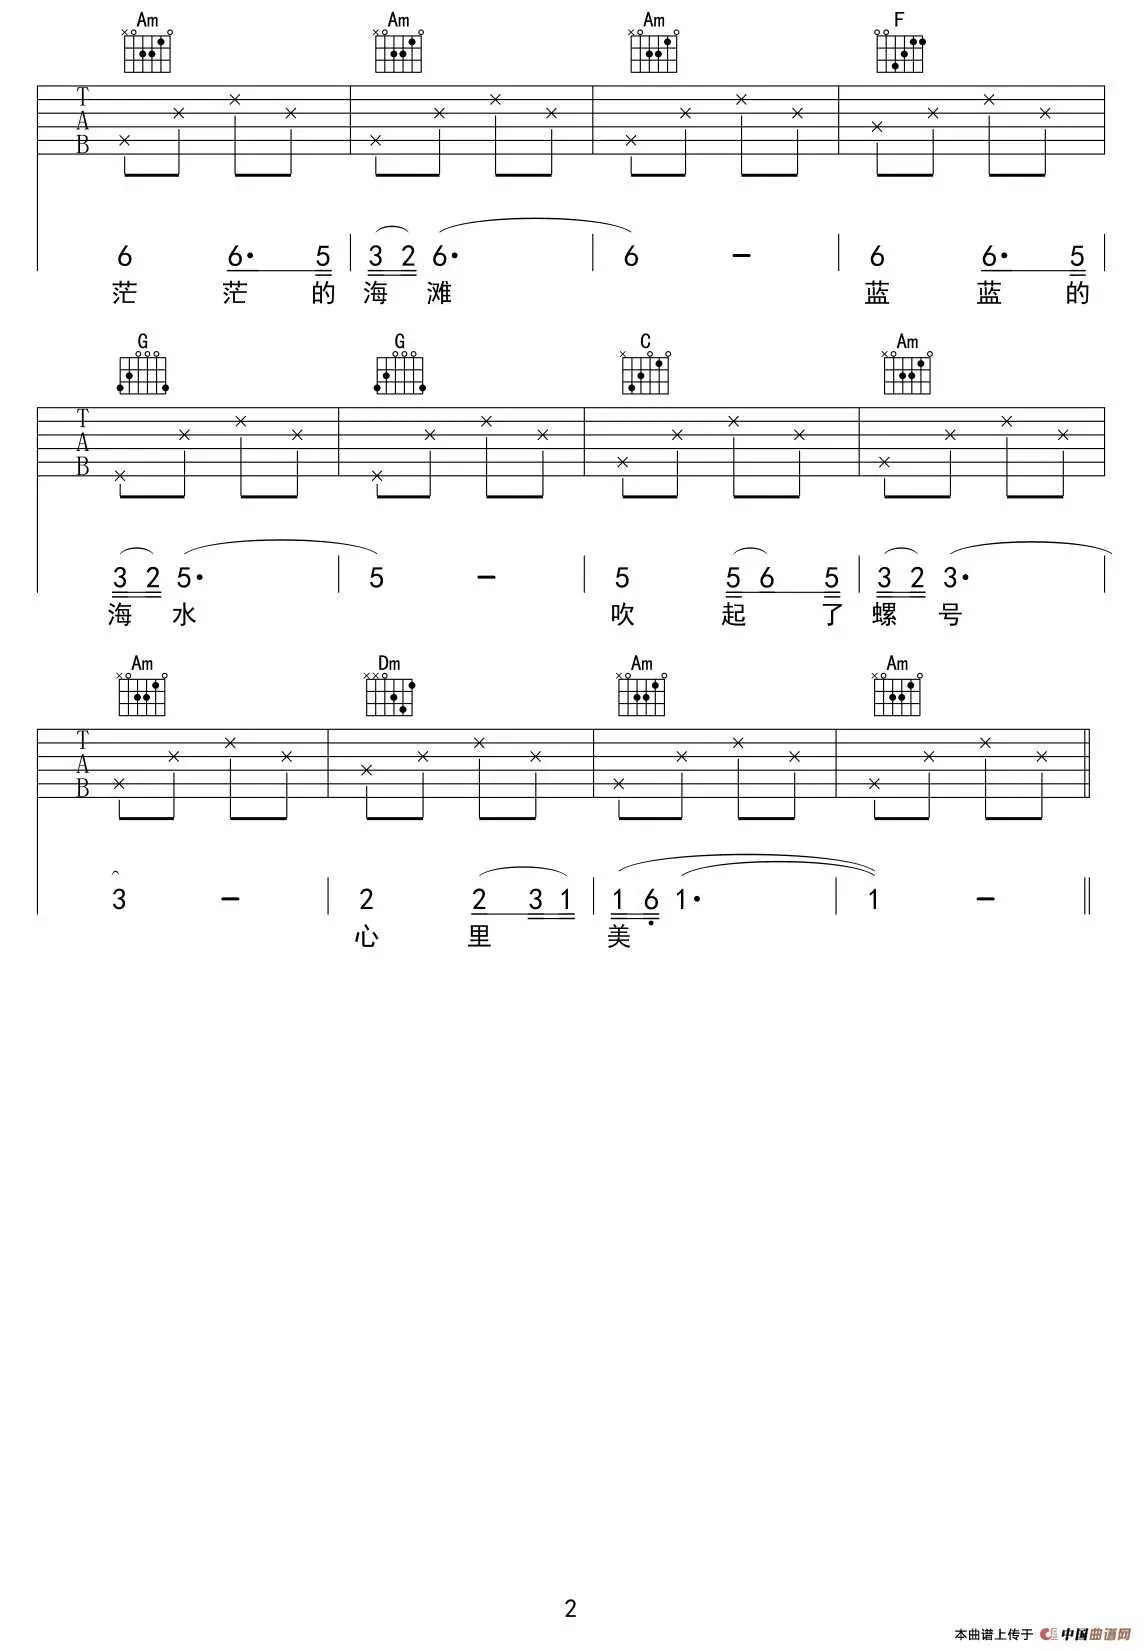 Am Am Am F
T
A
B
6 6· 5 3 2 6· 6 — 6 6· 5
茫 茫 的 海 滩 蓝 蓝 的
G G C Am
T
A
B
3 2 5· 5 — 5 5 6 5 3 2 3·
海 水 吹 起 了 螺 号
Am Dm Am Am
T
A
B
3 — 2 2 3 1 1 6 1· 1 —
心 里 美
2
本曲谱上传于 中国曲谱网